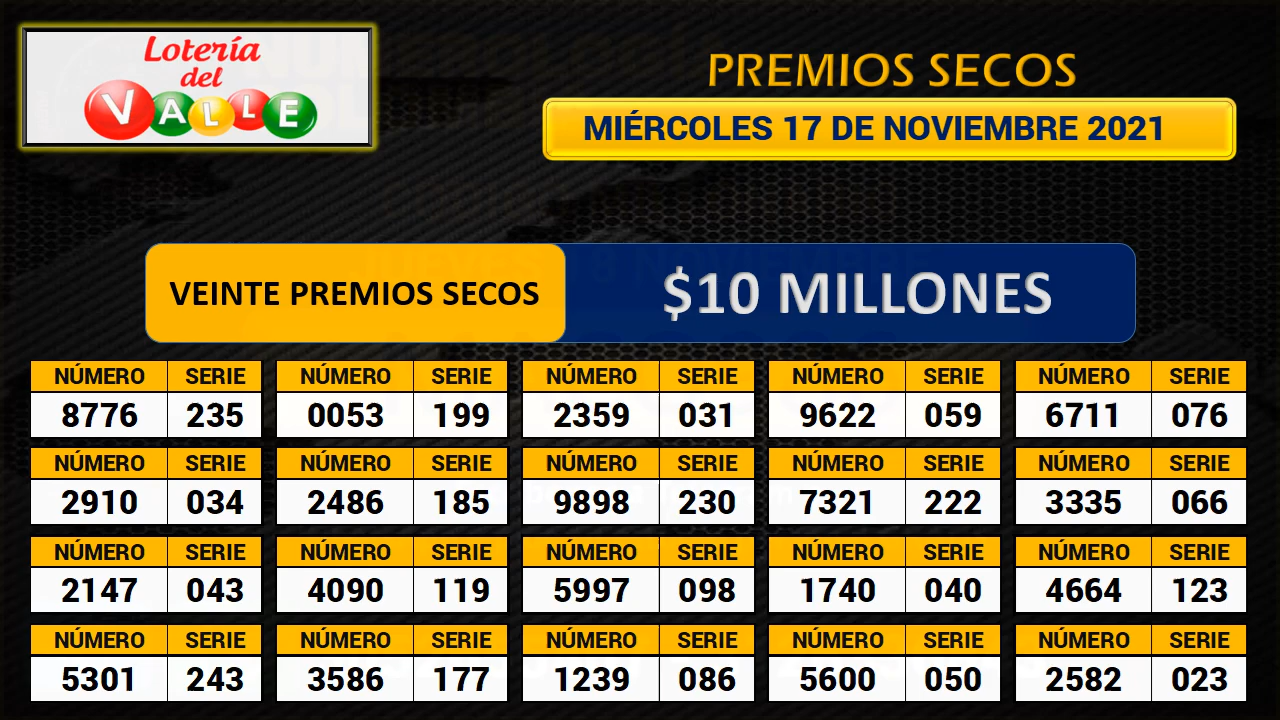 Lotería
del
VALLE
PREMIOS SECOS
MIÉRCOLES 17 DE NOVIEMBRE 2021
VEINTE PREMIOS SECOS $10 MILLONES
NÚMERO SERIE NÚMERO SERIE NÚMERO SERIE NÚMERO SERIE NÚMERO SERIE
8776 235 0053 199 2359 031 9622 059 6711 076
NÚMERO SERIE NÚMERO SERIE NÚMERO SERIE NÚMERO SERIE NÚMERO SERIE
2910 034 2486 185 9898 230 7321 222 3335 066
NÚMERO SERIE NÚMERO SERIE NÚMERO SERIE NÚMERO SERIE NÚMERO SERIE
2147 043 4090 119 5997 098 1740 040 4664 123
NÚMERO SERIE NÚMERO SERIE NÚMERO SERIE NÚMERO SERIE NÚMERO SERIE
5301 243 3586 177 1239 086 5600 050 2582 023